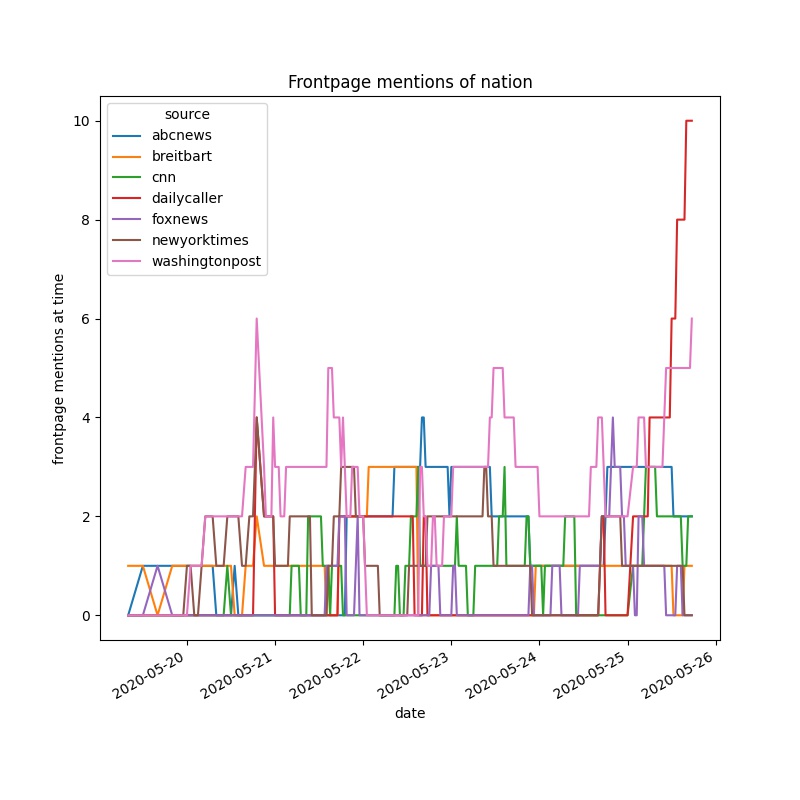 Frontpage mentions of nation
source
abcnews
breitbart
cnn
dailycaller
foxnews
newyorktimes
washingtonpost
frontpage mentions at time
10
8
6
4
2
0
2020-05-20
2020-05-21
2020-05-22
2020-05-23
2020-05-24
2020-05-25
2020-05-26
date